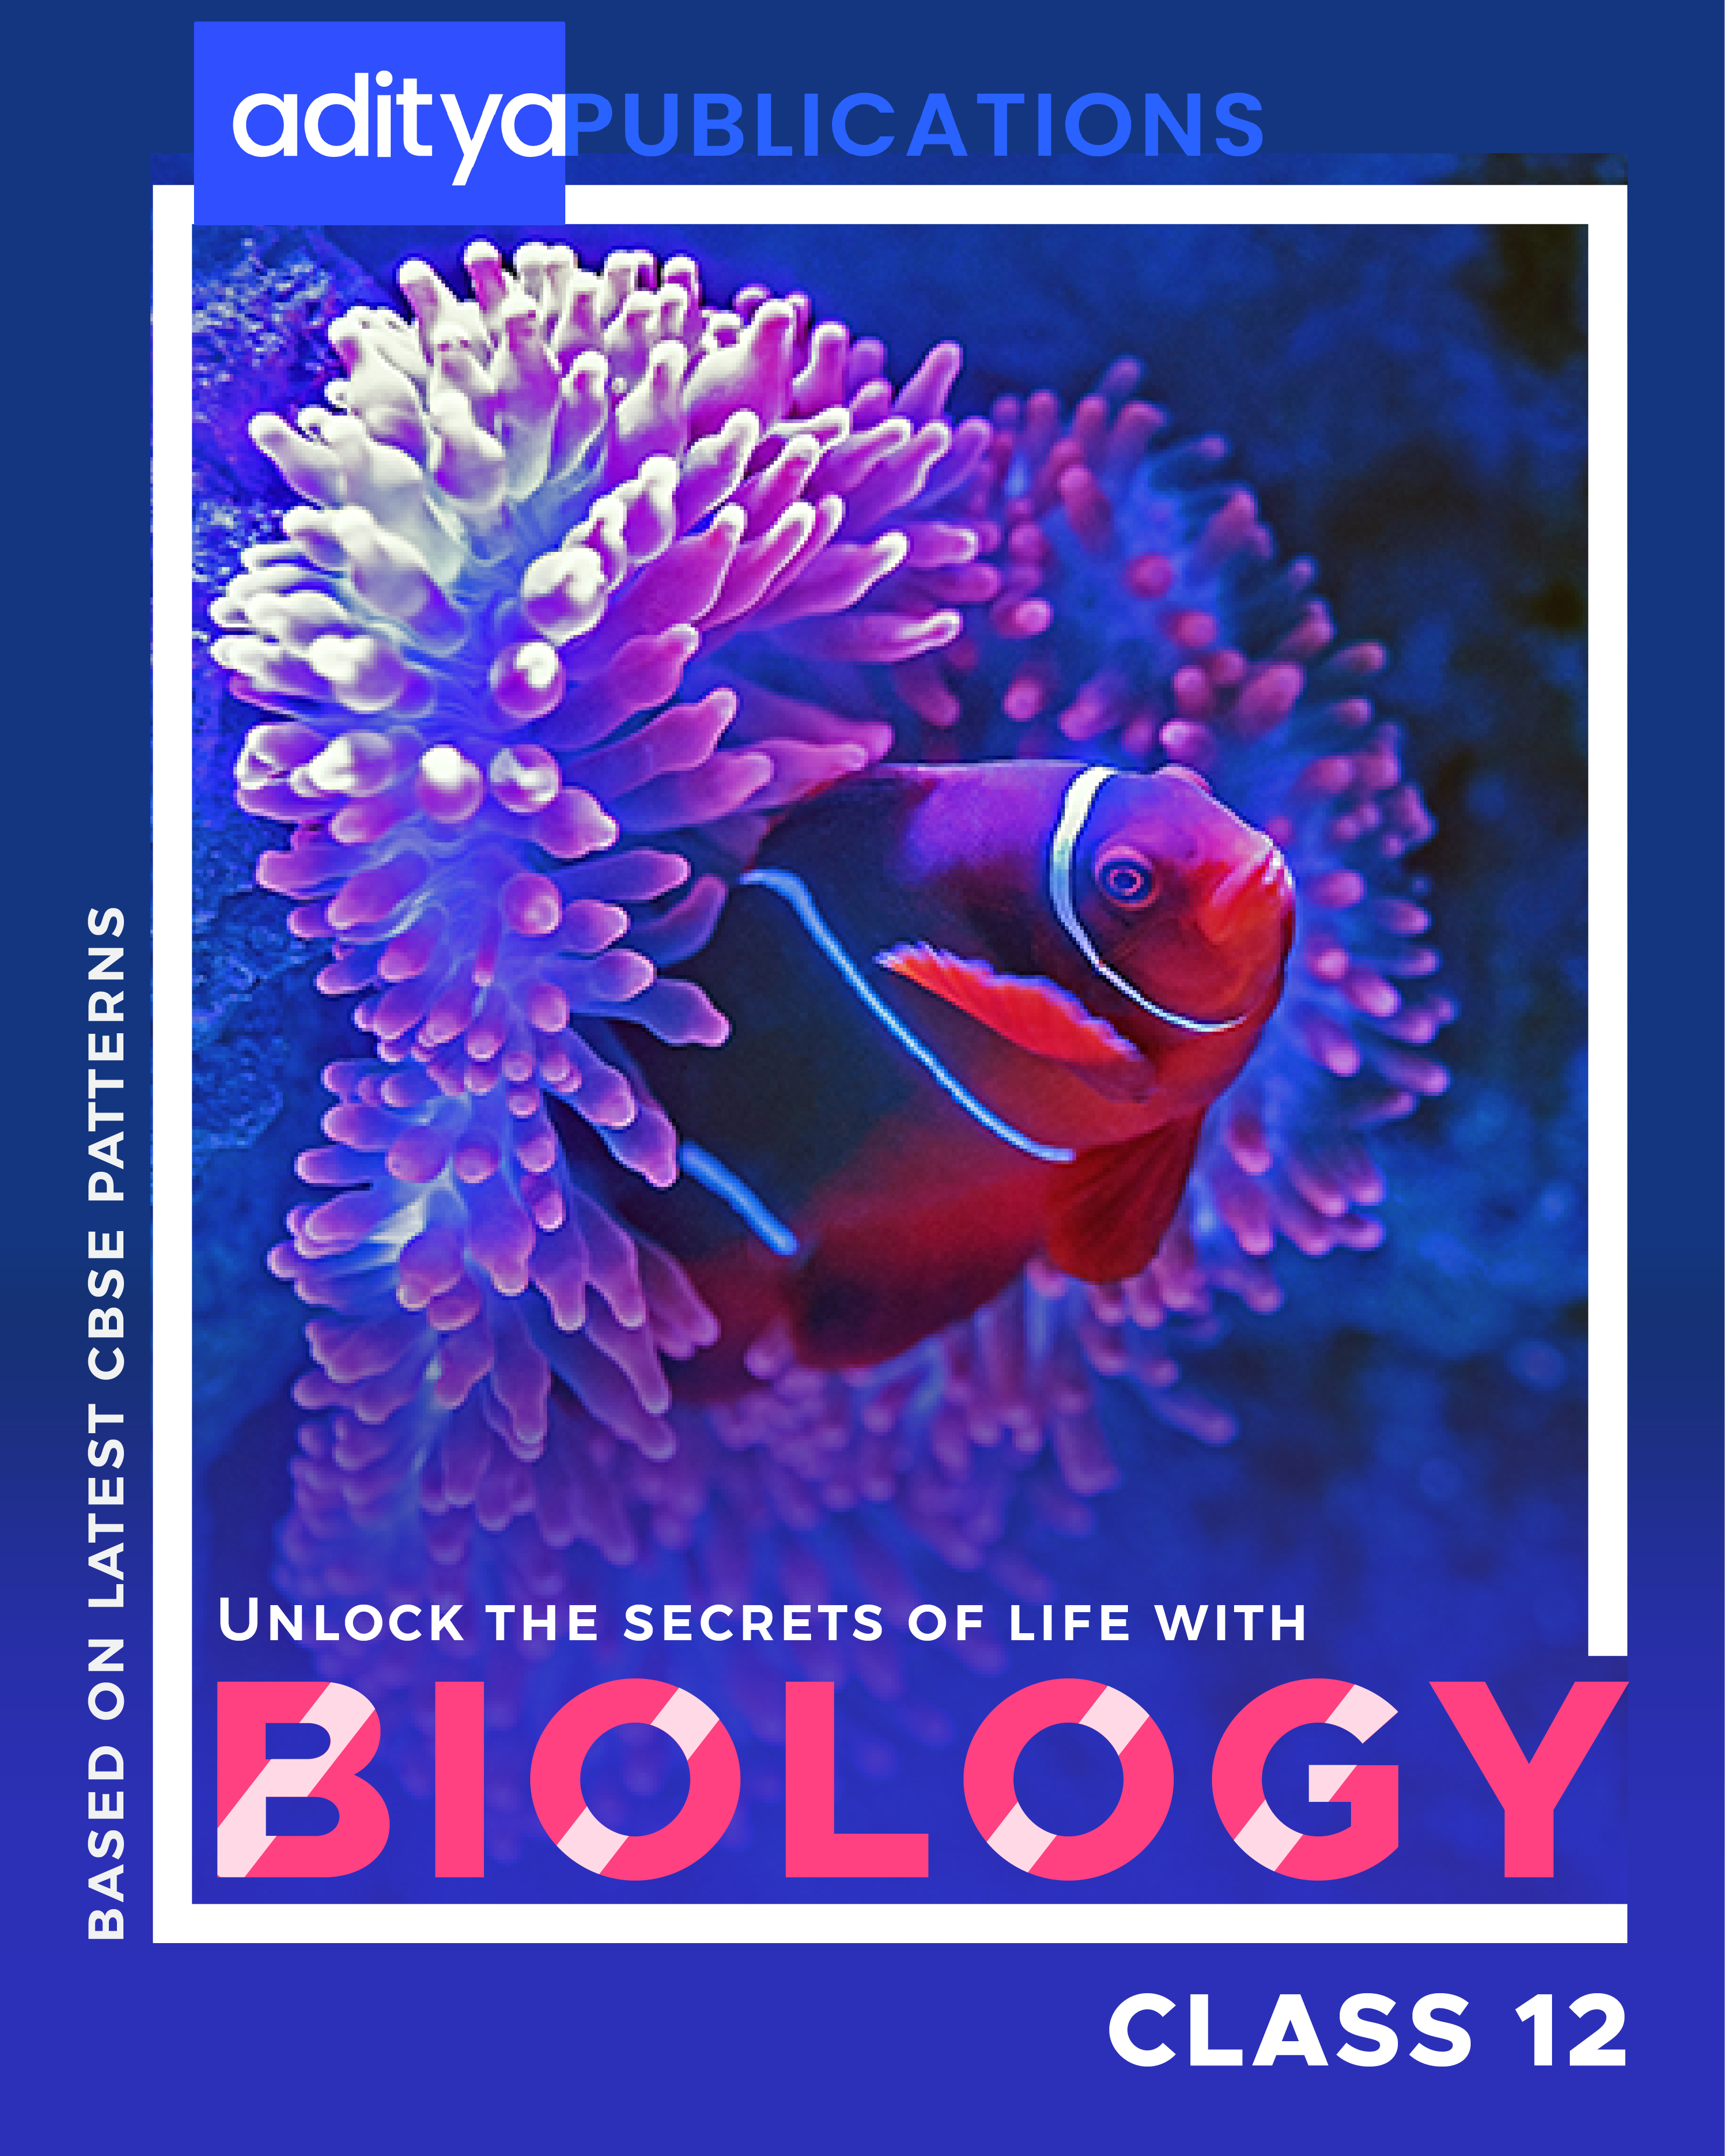 aditya PUBLICATIONS
BASED ON LATEST CBSE PATTERNS
UNLOCK THE SECRETS OF LIFE WITH
BIOLOGY
CLASS 12